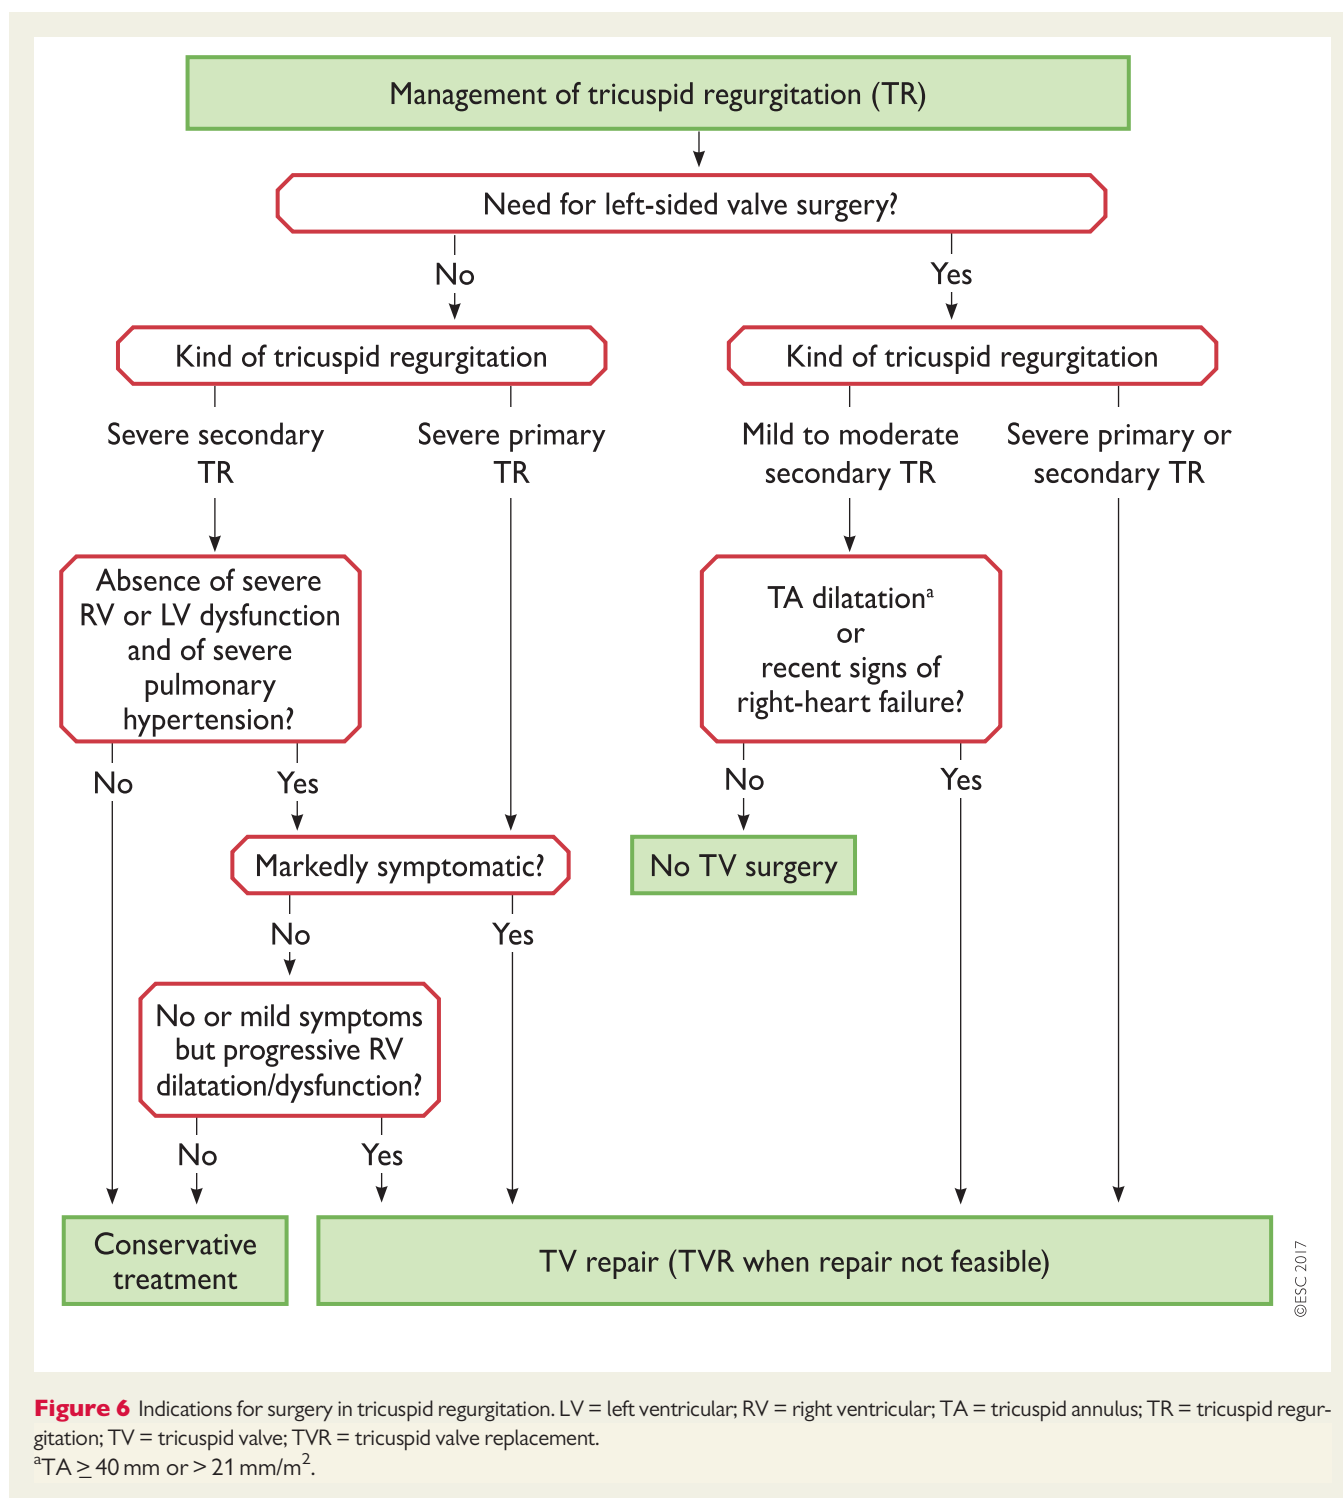 Management of tricuspid regurgitation (TR)
Need for left-sided valve surgery?
No
Yes
Kind of tricuspid regurgitation
Kind of tricuspid regurgitation
Severe secondary
TR
Severe primary
TR
Mild to moderate
secondary TR
Severe primary or
secondary TR
Absence of severe
RV or LV dysfunction
and of severe
pulmonary
hypertension?
TA dilatationᵃ
or
recent signs of
right-heart failure?
No
Yes
No
Yes
Markedly symptomatic?
No TV surgery
No
Yes
No or mild symptoms
but progressive RV
dilatation/dysfunction?
No
Yes
Conservative
treatment
TV repair (TVR when repair not feasible)
©ESC 2017
Figure 6 Indications for surgery in tricuspid regurgitation. LV = left ventricular; RV = right ventricular; TA = tricuspid annulus; TR = tricuspid regur-
gitation; TV = tricuspid valve; TVR = tricuspid valve replacement.
ᵃTA ≥ 40 mm or > 21 mm/m².